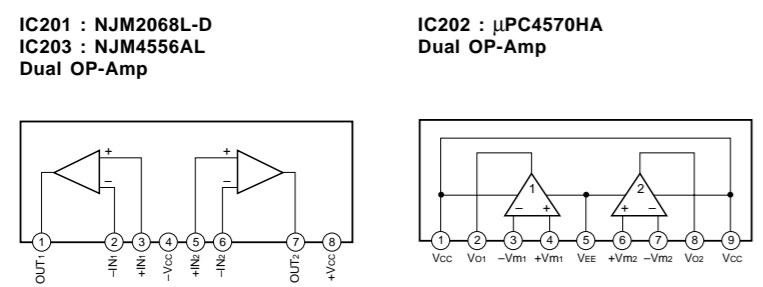 IC201 : NJM2068L-D
IC203 : NJM4556AL
Dual OP-Amp
IC202 : µPC4570HA
Dual OP-Amp
+ – + –
1 2 3 4 5 6 7 8
OUT1 –IN1 +IN1 –VCC +IN2 –IN2 OUT2 +VCC
1 2
– + + –
1 2 3 4 5 6 7 8 9
VCC VO1 –Vm1 +Vm1 VEE +Vm2 –Vm2 VO2 VCC